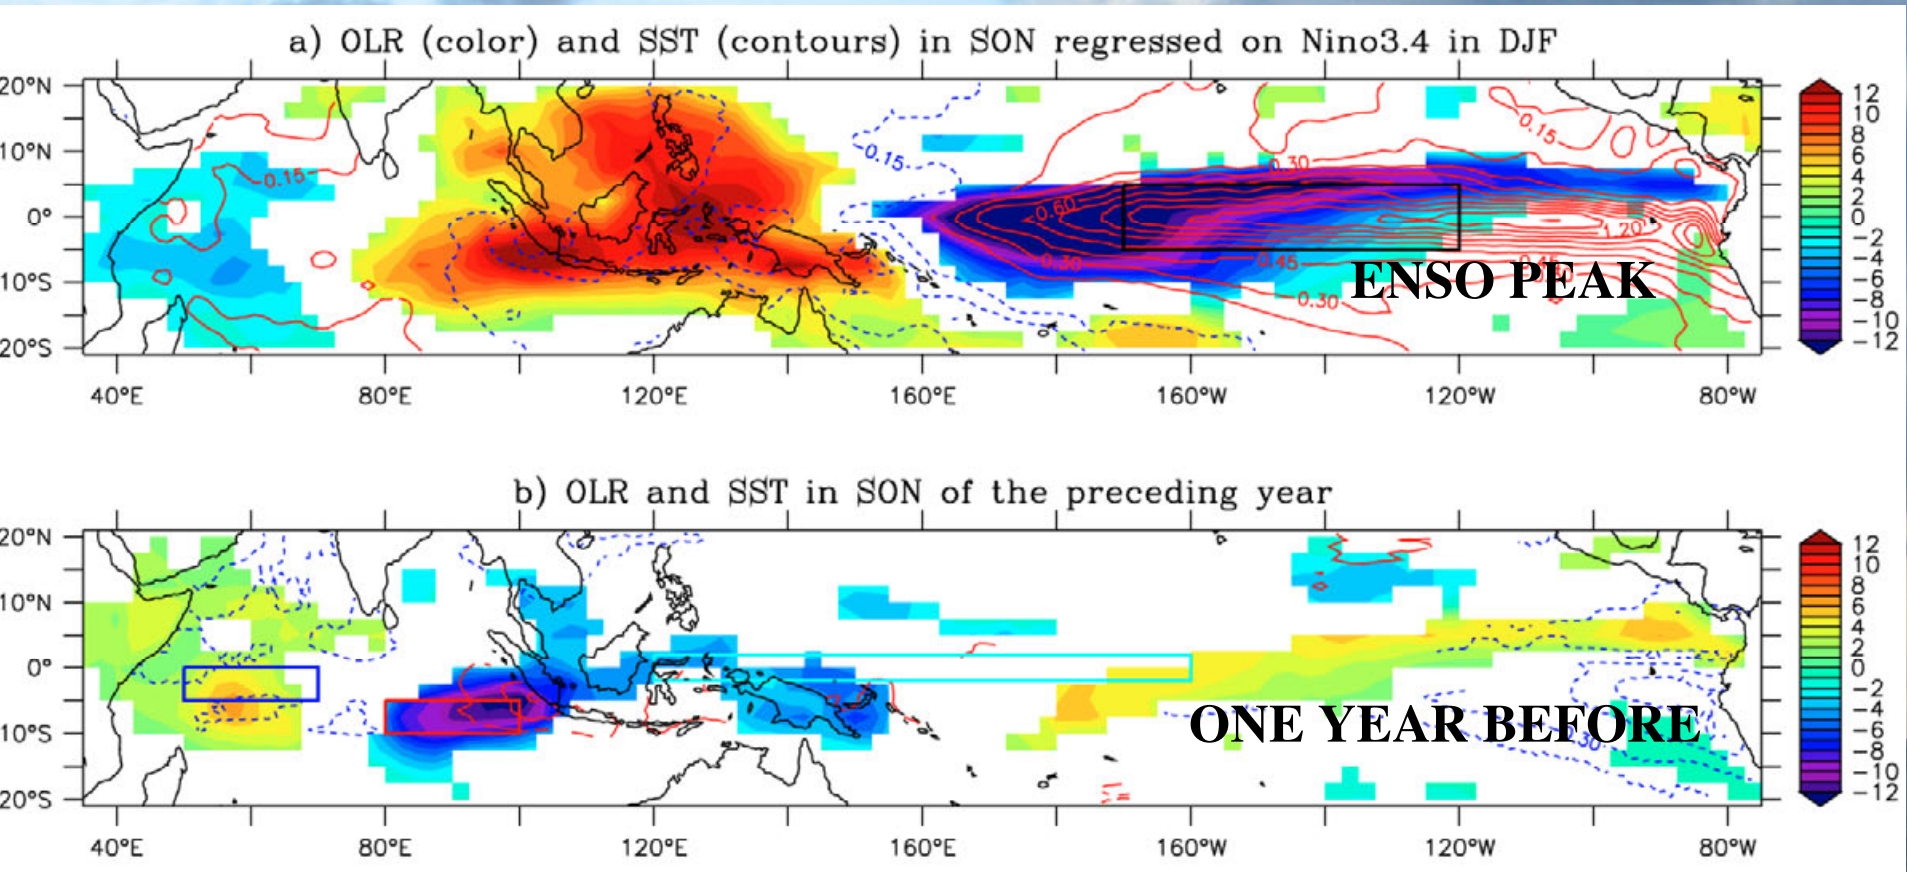 a) OLR (color) and SST (contours) in SON regressed on Nino3.4 in DJF
20°N
10°N
0°
10°S
20°S
40°E 80°E 120°E 160°E 160°W 120°W 80°W
0.15
-0.15
0.60
0.30
0.30
0.45
0.30
0.15
1.20
0.45
ENSO PEAK
12
10
8
6
4
2
0
−2
−4
−6
−8
−10
−12
b) OLR and SST in SON of the preceding year
20°N
10°N
0°
10°S
20°S
40°E 80°E 120°E 160°E 160°W 120°W 80°W
ONE YEAR BEFORE
0.30
12
10
8
6
4
2
0
−2
−4
−6
−8
−10
−12